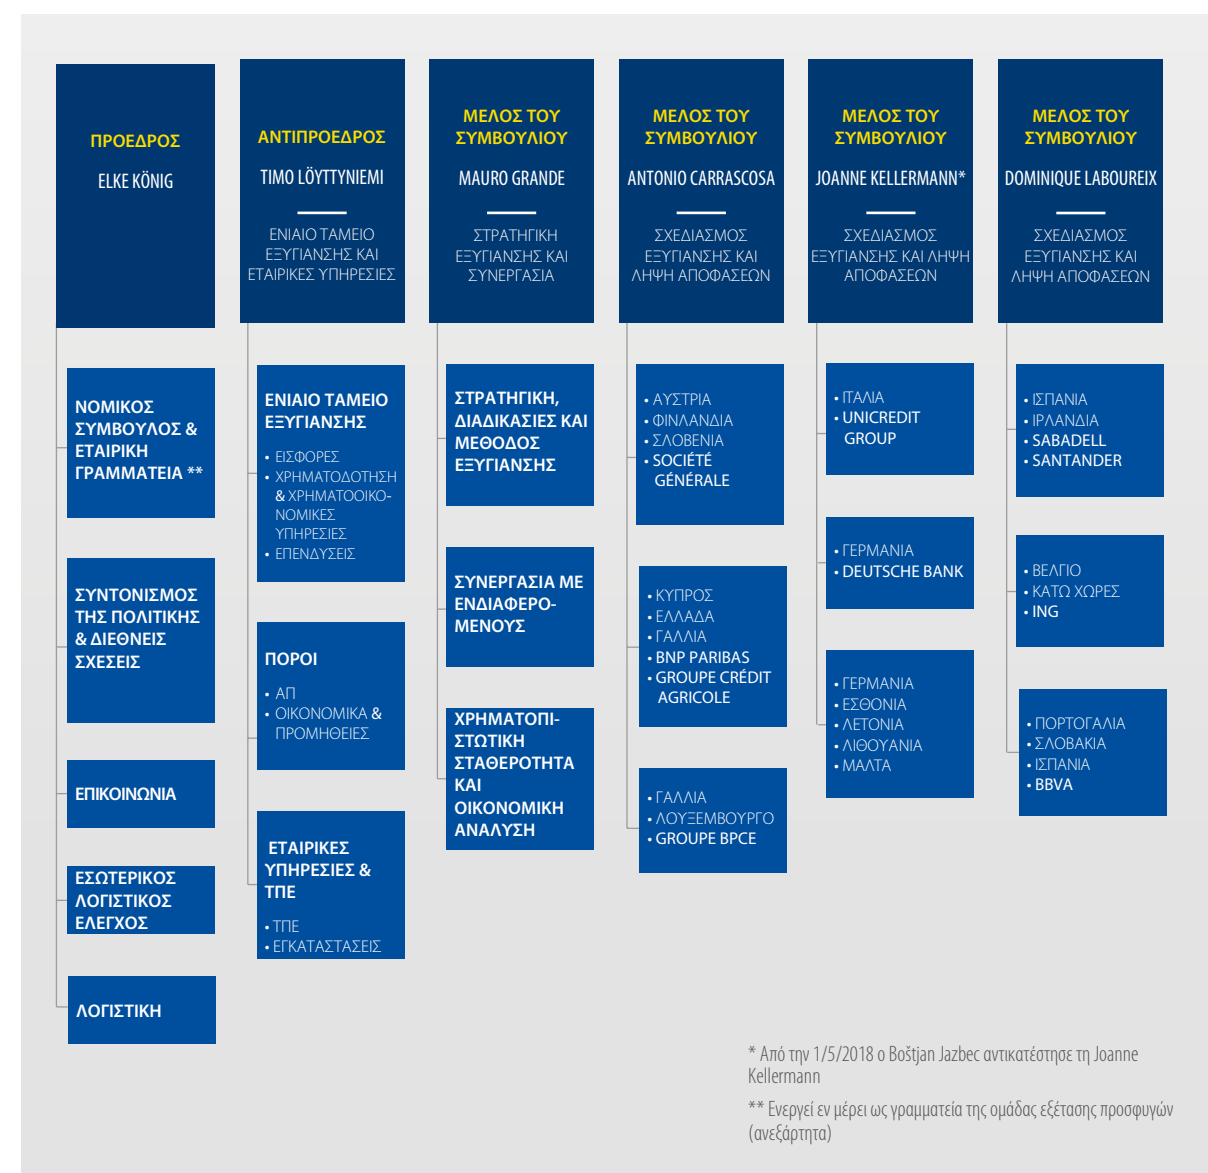 ΠΡΟΕΔΡΟΣ
ELKE KÖNIG
ΝΟΜΙΚΟΣ
ΣΥΜΒΟΥΛΟΣ &
ΕΤΑΙΡΙΚΗ
ΓΡΑΜΜΑΤΕΙΑ **
ΣΥΝΤΟΝΙΣΜΟΣ
ΤΗΣ ΠΟΛΙΤΙΚΗΣ
& ΔΙΕΘΝΕΙΣ
ΣΧΕΣΕΙΣ
ΕΠΙΚΟΙΝΩΝΙΑ
ΕΣΩΤΕΡΙΚΟΣ
ΛΟΓΙΣΤΙΚΟΣ
ΕΛΕΓΧΟΣ
ΛΟΓΙΣΤΙΚΗ
ΑΝΤΙΠΡΟΕΔΡΟΣ
TIMO LÖYTTYNIEMI
ΕΝΙΑΙΟ ΤΑΜΕΙΟ
ΕΞΥΓΙΑΝΣΗΣ ΚΑΙ
ΕΤΑΙΡΙΚΕΣ ΥΠΗΡΕΣΙΕΣ
ΕΝΙΑΙΟ ΤΑΜΕΙΟ
ΕΞΥΓΙΑΝΣΗΣ
• ΕΙΣΦΟΡΕΣ
• ΧΡΗΜΑΤΟΔΟΤΗΣΗ
& ΧΡΗΜΑΤΟΟΙΚΟ-
ΝΟΜΙΚΕΣ
ΥΠΗΡΕΣΙΕΣ
• ΕΠΕΝΔΥΣΕΙΣ
ΠΟΡΟΙ
• ΑΠ
• ΟΙΚΟΝΟΜΙΚΑ &
ΠΡΟΜΗΘΕΙΕΣ
ΕΤΑΙΡΙΚΕΣ
ΥΠΗΡΕΣΙΕΣ &
ΤΠΕ
• ΤΠΕ
• ΕΓΚΑΤΑΣΤΑΣΕΙΣ
ΜΕΛΟΣ ΤΟΥ
ΣΥΜΒΟΥΛΙΟΥ
MAURO GRANDE
ΣΤΡΑΤΗΓΙΚΗ
ΕΞΥΓΙΑΝΣΗΣ ΚΑΙ
ΣΥΝΕΡΓΑΣΙΑ
ΣΤΡΑΤΗΓΙΚΗ,
ΔΙΑΔΙΚΑΣΙΕΣ ΚΑΙ
ΜΕΘΟΔΟΣ
ΕΞΥΓΙΑΝΣΗΣ
ΣΥΝΕΡΓΑΣΙΑ ΜΕ
ΕΝΔΙΑΦΕΡΟ-
ΜΕΝΟΥΣ
ΧΡΗΜΑΤΟΠΙ-
ΣΤΩΤΙΚΗ
ΣΤΑΘΕΡΟΤΗΤΑ
ΚΑΙ
ΟΙΚΟΝΟΜΙΚΗ
ΑΝΑΛΥΣΗ
ΜΕΛΟΣ ΤΟΥ
ΣΥΜΒΟΥΛΙΟΥ
ANTONIO CARRASCOSA
ΣΧΕΔΙΑΣΜΟΣ
ΕΞΥΓΙΑΝΣΗΣ ΚΑΙ
ΛΗΨΗ ΑΠΟΦΑΣΕΩΝ
• ΑΥΣΤΡΙΑ
• ΦΙΝΛΑΝΔΙΑ
• ΣΛΟΒΕΝΙΑ
• SOCIÉTÉ
GÉNÉRALE
• ΚΥΠΡΟΣ
• ΕΛΛΑΔΑ
• ΓΑΛΛΙΑ
• BNP PARIBAS
• GROUPE CRÉDIT
AGRICOLE
• ΓΑΛΛΙΑ
• ΛΟΥΞΕΜΒΟΥΡΓΟ
• GROUPE BPCE
ΜΕΛΟΣ ΤΟΥ
ΣΥΜΒΟΥΛΙΟΥ
JOANNE KELLERMANN*
ΣΧΕΔΙΑΣΜΟΣ
ΕΞΥΓΙΑΝΣΗΣ ΚΑΙ ΛΗΨΗ
ΑΠΟΦΑΣΕΩΝ
• ΙΤΑΛΙΑ
• UNICREDIT
GROUP
• ΓΕΡΜΑΝΙΑ
• DEUTSCHE BANK
• ΓΕΡΜΑΝΙΑ
• ΕΣΘΟΝΙΑ
• ΛΕΤΟΝΙΑ
• ΛΙΘΟΥΑΝΙΑ
• ΜΑΛΤΑ
ΜΕΛΟΣ ΤΟΥ
ΣΥΜΒΟΥΛΙΟΥ
DOMINIQUE LABOUREIX
ΣΧΕΔΙΑΣΜΟΣ
ΕΞΥΓΙΑΝΣΗΣ ΚΑΙ
ΛΗΨΗ ΑΠΟΦΑΣΕΩΝ
• ΙΣΠΑΝΙΑ
• ΙΡΛΑΝΔΙΑ
• SABADELL
• SANTANDER
• ΒΕΛΓΙΟ
• ΚΑΤΩ ΧΩΡΕΣ
• ING
• ΠΟΡΤΟΓΑΛΙΑ
• ΣΛΟΒΑΚΙΑ
• ΙΣΠΑΝΙΑ
• BBVA
* Από την 1/5/2018 ο Boštjan Jazbec αντικατέστησε τη Joanne
Kellermann
** Ενεργεί εν μέρει ως γραμματεία της ομάδας εξέτασης προσφυγών
(ανεξάρτητα)